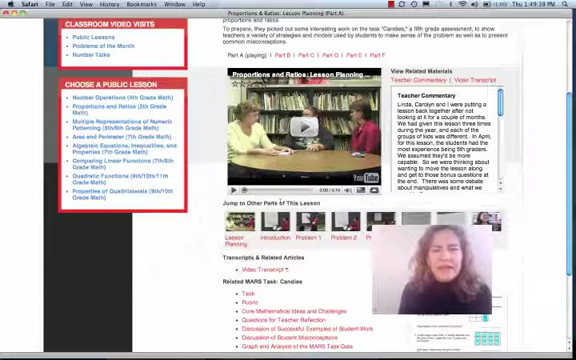 Safari File Edit View History Bookmarks Window Help
1:49:38 PM
Proportions & Ratios: Lesson Planning (Part A)
CLASSROOM VIDEO VISITS
Public Lessons
Problems of the Month
Number Talks
CHOOSE A PUBLIC LESSON
Number Operations (4th Grade Math)
Proportions and Ratios (5th Grade Math)
Multiple Representations of Numeric Patterning (5th/6th Grade Math)
Area and Perimeter (7th Grade Math)
Algebraic Equations, Inequalities, and Properties (7th Grade Math)
Comparing Linear Functions (7th/8th Grade Math)
Quadratic Functions (9/10/11th Grade Math)
Properties of Quadrilaterals (9th/10th Grade Math)
proportions and ratios.
To prepare, they picked out some interesting work on the task "Candies," a fifth grade assessment, to show
teachers a variety of strategies and models used by students to make sense of the problem as well as to present
common misconceptions.
Part A (playing) | Part B | Part C | Part D | Part E | Part F
Proportions and Ratios: Lesson Planning
YouTube
View Related Materials
Teacher Commentary | Video Transcript
Teacher Commentary
Linda, Carolyn and I were putting a
lesson back together after not
looking at it for a couple of months.
We had given this lesson three times
during the year, and each of the
groups of kids was different. In April,
for this lesson, the students had the
most experience being 5th graders.
We assumed they'd be more
capable. So we were thinking about
wanting to move the lesson along
and get to those bonus questions at
the end. There was some debate
about manipulatives and what we
Jump to Other Parts of This Lesson
Lesson Planning
Introduction
Problem 1
Problem 2
Transcripts & Related Articles
Video Transcript
Related MARS Task: Candies
Task
Rubric
Core Mathematical Ideas and Challenges
Questions for Teacher Reflection
Discussion of Successful Examples of Student Work
Discussion of Student Misconceptions
Graph and Analysis of the MARS Task Data